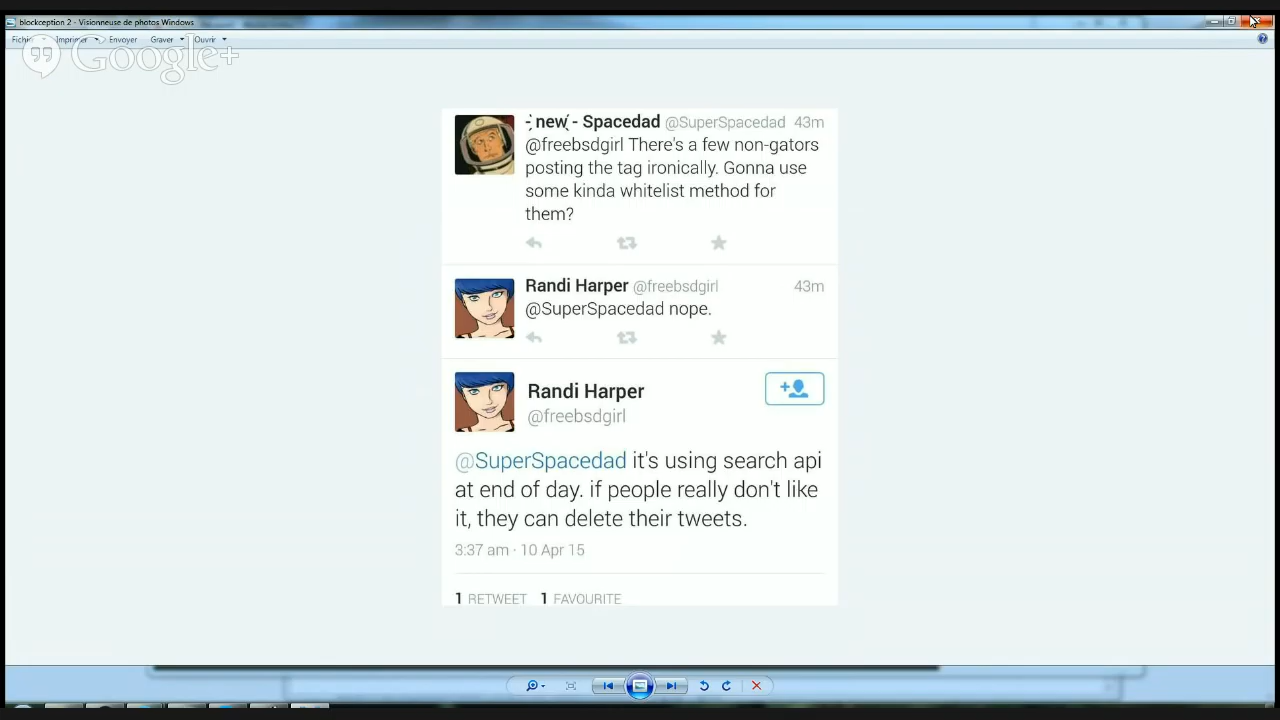 blockception 2 - Visionneuse de photos Windows
Imprimer Envoyer Graver Ouvrir
Google+
- new - Spacedad @SuperSpacedad 43m
@freebsdgirl There's a few non-gators
posting the tag ironically. Gonna use
some kinda whitelist method for
them?
Randi Harper @freebsdgirl 43m
@SuperSpacedad nope.
Randi Harper
@freebsdgirl
@SuperSpacedad it's using search api
at end of day. if people really don't like
it, they can delete their tweets.
3:37 am · 10 Apr 15
1 RETWEET 1 FAVOURITE